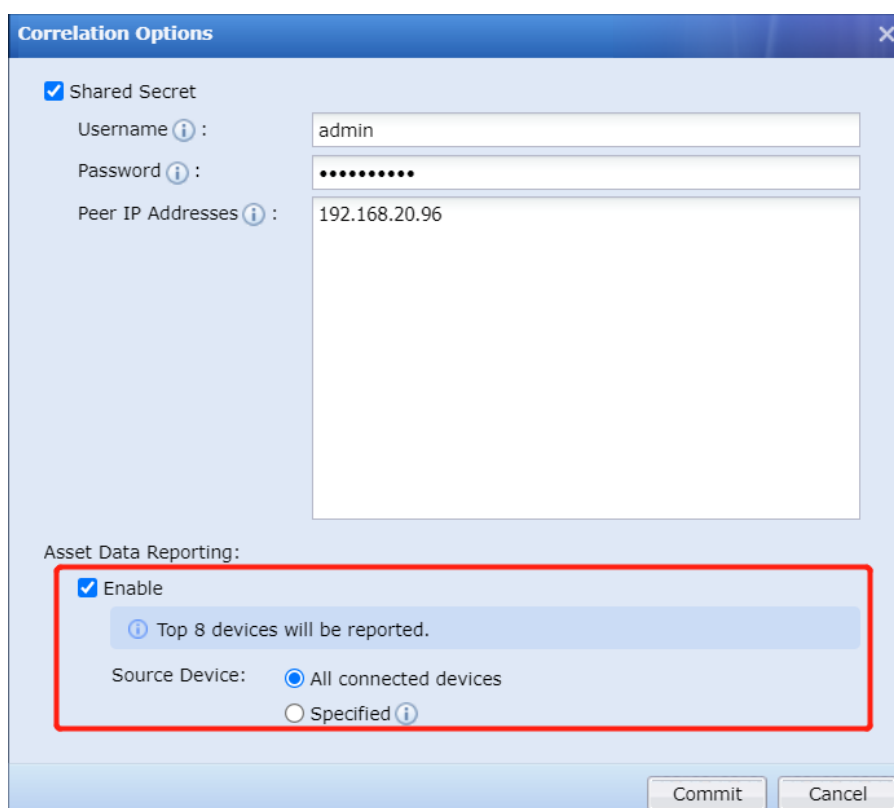 Correlation Options
Shared Secret
Username :
admin
Password :
••••••••••
Peer IP Addresses :
192.168.20.96
Asset Data Reporting:
Enable
Top 8 devices will be reported.
Source Device:
All connected devices
Specified
Commit
Cancel